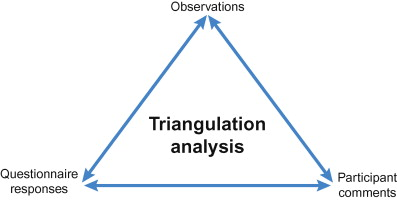 Observations
Triangulation
analysis
Questionnaire
responses
Participant
comments